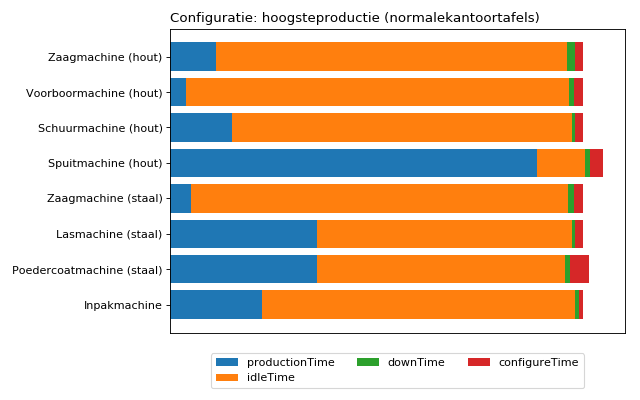 Configuratie: hoogsteproductie (normalekantoortafels)
Zaagmachine (hout)
Voorboormachine (hout)
Schuurmachine (hout)
Spuitmachine (hout)
Zaagmachine (staal)
Lasmachine (staal)
Poedercoatmachine (staal)
Inpakmachine
productionTime downTime configureTime
idleTime